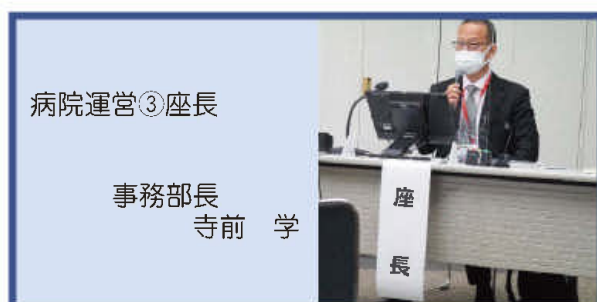 病院運営③座長
事務部長
寺前　学
座
長